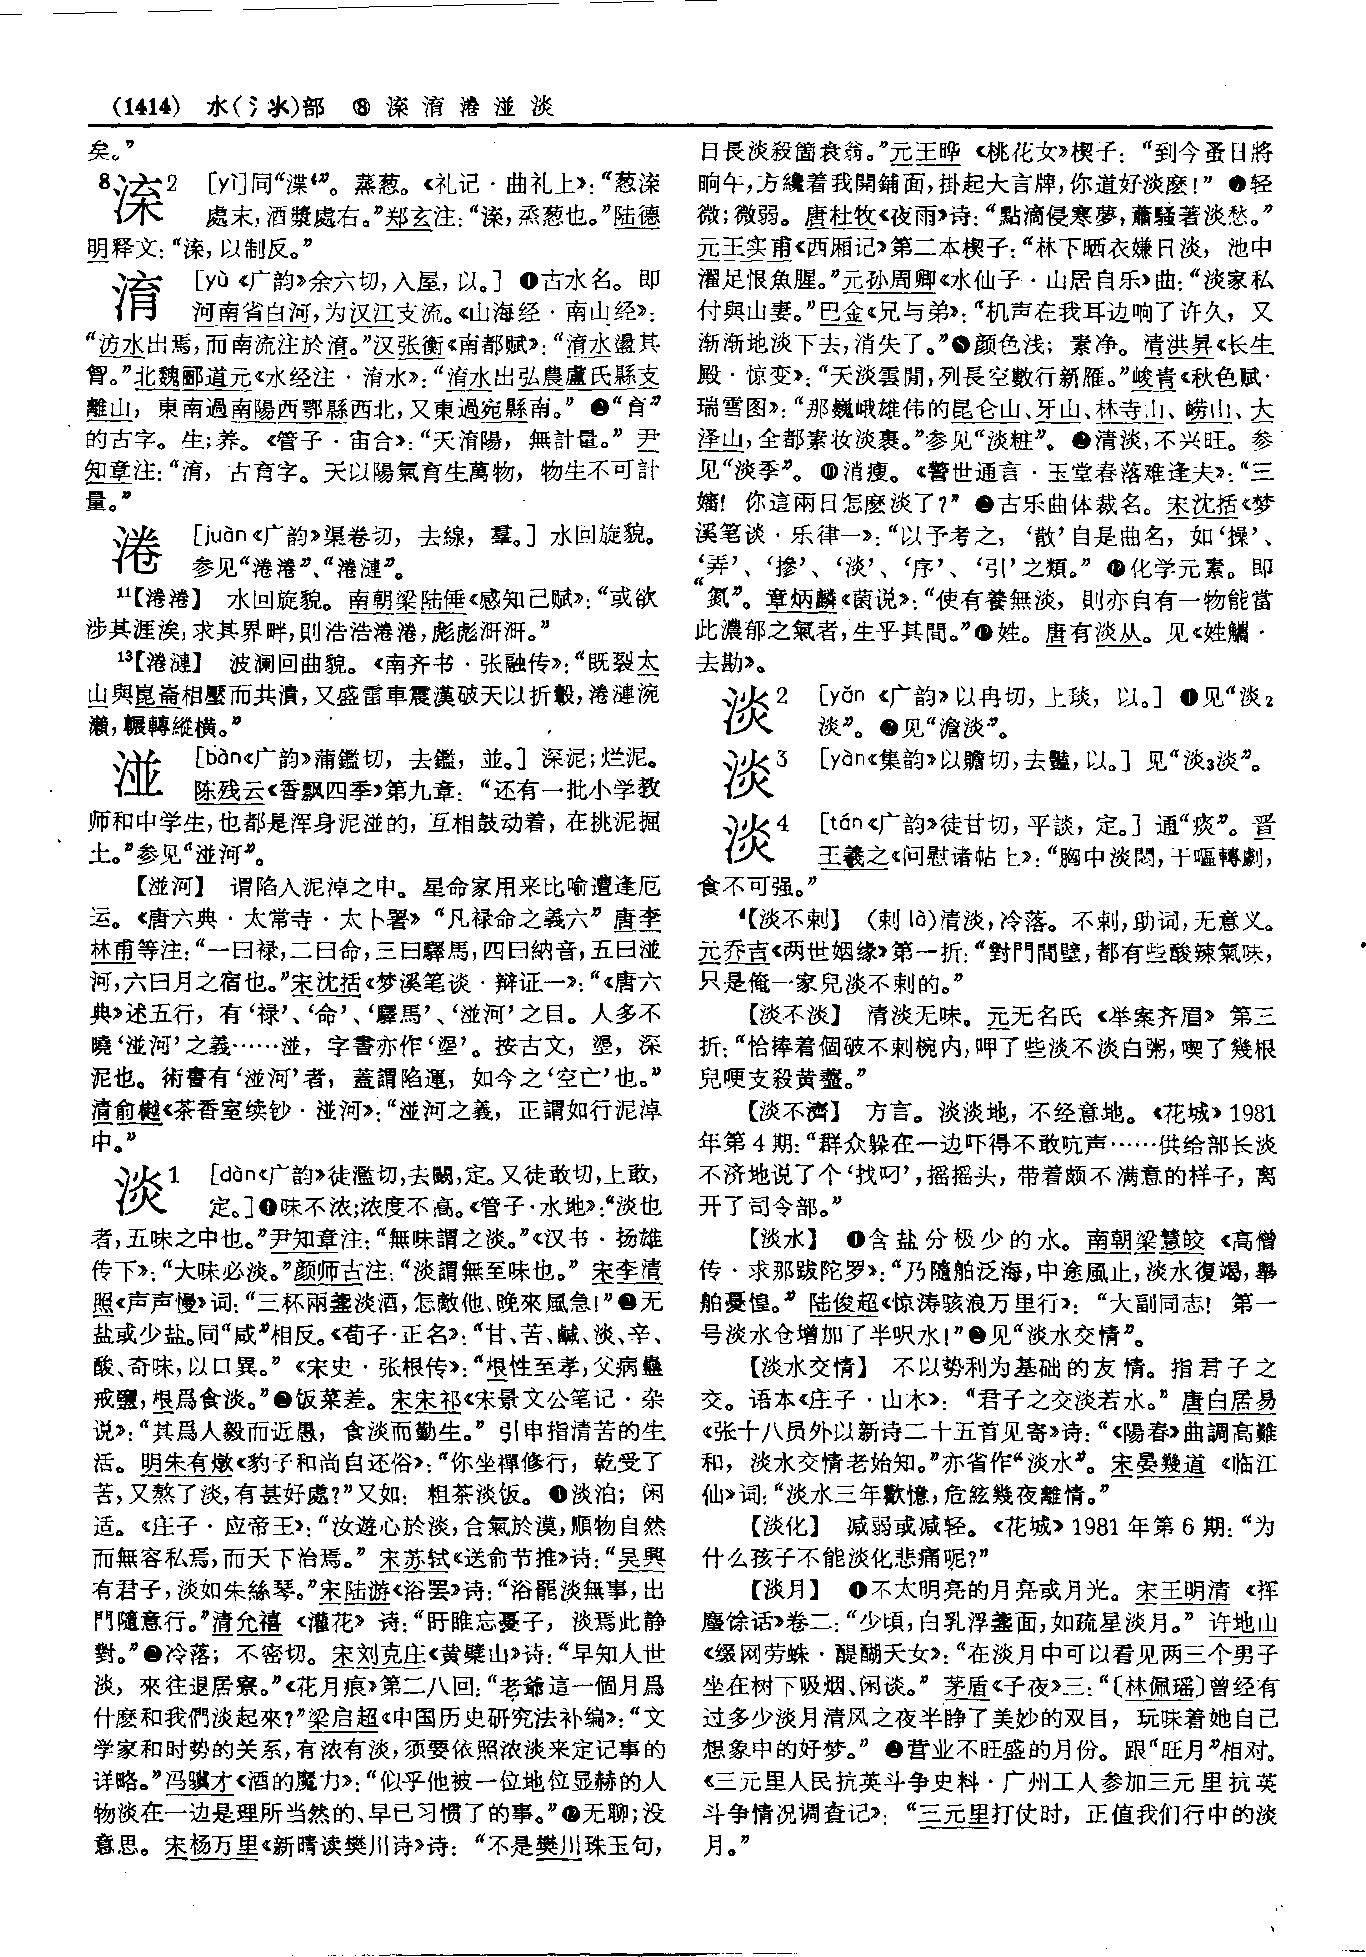 (1414) 水(氵氺)部 ⑧ 渿淯淃湴淡
矣。”
⁸渿² [yì]同“渫⁴”。蒸葱。《礼记·曲礼上》：“葱渿
處末，酒漿處右。”郑玄注：“渿，烝葱也。”陆德
明释文：“渿，以制反。”
淯 [yù《广韵》余六切，入屋，以。] ❶古水名。即
河南省白河，为汉江支流。《山海经·南山经》：
“汸水出焉，而南流注於淯。”汉张衡《南都赋》：“淯水盪其
胷。”北魏郦道元《水经注·淯水》：“淯水出弘農盧氏縣支
離山，東南過南陽西鄂縣西北，又東過宛縣南。” ❷“育”
的古字。生；养。《管子·宙合》：“天淯陽，無計量。”尹
知章注：“淯，古育字。天以陽氣育生萬物，物生不可計
量。”
淃 [juàn《广韵》渠卷切，去線，羣。] 水回旋貌。
参见“淃淃”、“淃漣”。
¹¹【淃淃】 水回旋貌。南朝梁陆倕《感知己赋》：“或欲
涉其涯涘，求其界畔，則浩浩淃淃，彪彪汧汧。”
¹³【淃漣】 波澜回曲貌。《南齐书·张融传》：“既裂太
山與崑崙相壓而共潰，又盛雷車震漢破天以折轂，淃漣涴
瀨，輾轉縱横。”
湴 [bàn《广韵》蒲鑑切，去鑑，並。] 深泥；烂泥。
陈残云《香飘四季》第九章：“还有一批小学教
师和中学生，也都是浑身泥湴的，互相鼓动着，在挑泥掘
土。”参见“湴河”。
【湴河】 谓陷入泥淖之中。星命家用来比喻遭逢厄
运。《唐六典·太常寺·太卜署》“凡禄命之義六”唐李
林甫等注：“一曰禄，二曰命，三曰驛馬，四曰納音，五曰湴
河，六曰月之宿也。”宋沈括《梦溪笔谈·辩证一》：“《唐六
典》述五行，有‘禄’、‘命’、‘驛馬’、‘湴河’之目。人多不
曉‘湴河’之義……湴，字書亦作‘埿’。按古文，埿，深
泥也。術書有‘湴河’者，蓋謂陷運，如今之‘空亡’也。”
清俞樾《茶香室续钞·湴河》：“湴河之義，正謂如行泥淖
中。”
淡¹ [dàn《广韵》徒濫切，去闞，定。又徒敢切，上敢，
定。]❶味不浓；浓度不高。《管子·水地》：“淡也
者，五味之中也。”尹知章注：“無味謂之淡。”《汉书·扬雄
传下》：“大味必淡。”颜师古注：“淡謂無至味也。” 宋李清
照《声声慢》词：“三杯兩盞淡酒，怎敵他、晚來風急！”❷无
盐或少盐。同“咸”相反。《荀子·正名》：“甘、苦、鹹、淡、辛、
酸、奇味，以口異。”《宋史·张根传》：“根性至孝，父病蠱
戒鹽，根爲食淡。”❸饭菜差。宋宋祁《宋景文公笔记·杂
说》：“其爲人毅而近愚，食淡而勤生。”引申指清苦的生
活。明朱有燉《豹子和尚自还俗》：“你坐禪修行，乾受了
苦，又熬了淡，有甚好處？”又如：粗茶淡饭。❹淡泊；闲
适。《庄子·应帝王》：“汝遊心於淡，合氣於漠，順物自然
而無容私焉，而天下治焉。”宋苏轼《送俞节推》诗：“吴興
有君子，淡如朱絲琴。”宋陆游《浴罢》诗：“浴罷淡無事，出
門隨意行。”清允禧《灌花》诗：“盱睢忘憂子，淡焉此静
對。”❺冷落；不密切。宋刘克庄《黄檗山》诗：“早知人世
淡，來往退居寮。”《花月痕》第二八回：“老爺這一個月爲
什麽和我們淡起來？”梁启超《中国历史研究法补编》：“文
学家和时势的关系，有浓有淡，须要依照浓淡来定记事的
详略。”冯骥才《酒的魔力》：“似乎他被一位地位显赫的人
物淡在一边是理所当然的、早已习惯了的事。”❻无聊；没
意思。宋杨万里《新晴读樊川诗》诗：“不是樊川珠玉句，
日長淡殺箇衰翁。”元王晔《桃花女》楔子：“到今蚤日將
晌午，方纔着我開鋪面，掛起大言牌，你道好淡麽！” ❼轻
微；微弱。唐杜牧《夜雨》诗：“點滴侵寒夢，蕭騷著淡愁。”
元王实甫《西厢记》第二本楔子：“林下晒衣嫌日淡，池中
濯足恨魚腥。”元孙周卿《水仙子·山居自乐》曲：“淡家私
付與山妻。”巴金《兄与弟》：“机声在我耳边响了许久，又
渐渐地淡下去，消失了。”❽颜色浅；素净。清洪昇《长生
殿·惊变》：“天淡雲閒，列長空數行新雁。”峻青《秋色赋·
瑞雪图》：“那巍峨雄伟的昆仑山、牙山、林寺山、崂山、大
泽山，全都素妆淡裹。”参见“淡粧”。 ❾清淡，不兴旺。参
见“淡季”。 ❿消瘦。《警世通言·玉堂春落难逢夫》：“三
嬸！你這兩日怎麽淡了？” ⓫古乐曲体裁名。宋沈括《梦
溪笔谈·乐律一》：“以予考之，‘散’自是曲名，如‘操’、
‘弄’、‘摻’、‘淡’、‘序’、‘引’之類。” ⓬化学元素。即
“氮”。章炳麟《菌说》：“使有養無淡，則亦自有一物能當
此濃郁之氣者，生乎其間。”⓭姓。唐有淡丛。见《姓觿·
去勘》。
淡² [yǎn《广韵》以冉切，上琰，以。] ❶见“淡₂
淡”。❷见“澹淡”。
淡³ [yàn《集韵》以贍切，去豔，以。] 见“淡₃淡”。
淡⁴ [tán《广韵》徒甘切，平談，定。] 通“痰”。晋
王羲之《问慰诸帖上》：“胸中淡悶，干嘔轉劇，
食不可强。”
⁴【淡不剌】 (剌là)清淡，冷落。不剌，助词，无意义。
元乔吉《两世姻缘》第一折：“對門間壁，都有些酸辣氣味，
只是俺一家兒淡不剌的。”
【淡不淡】 清淡无味。元无名氏《举案齐眉》第三
折：“恰捧着個破不剌椀内，呷了些淡不淡白粥，喫了幾根
兒哽支殺黄虀。”
【淡不濟】 方言。淡淡地，不经意地。《花城》1981
年第4期：“群众躲在一边吓得不敢吭声……供给部长淡
不济地说了个‘找叼’，摇摇头，带着颇不满意的样子，离
开了司令部。”
【淡水】 ❶含盐分极少的水。南朝梁慧皎《高僧
传·求那跋陀罗》：“乃隨舶泛海，中途風止，淡水復竭，舉
舶憂惶。” 陆俊超《惊涛骇浪万里行》：“大副同志！第一
号淡水仓增加了半呎水！”❷见“淡水交情”。
【淡水交情】 不以势利为基础的友情。指君子之
交。语本《庄子·山木》：“君子之交淡若水。”唐白居易
《张十八员外以新诗二十五首见寄》诗：“《陽春》曲調高難
和，淡水交情老始知。”亦省作“淡水”。宋晏幾道《临江
仙》词：“淡水三年歡憶，危絃幾夜離情。”
【淡化】 减弱或减轻。《花城》1981年第6期：“为
什么孩子不能淡化悲痛呢？”
【淡月】 ❶不太明亮的月亮或月光。宋王明清《挥
麈馀话》卷二：“少頃，白乳浮盞面，如疏星淡月。”许地山
《缀网劳蛛·醍醐天女》：“在淡月中可以看见两三个男子
坐在树下吸烟、闲谈。”茅盾《子夜》三：“〔林佩瑶〕曾经有
过多少淡月清风之夜半睁了美妙的双目，玩味着她自己
想象中的好梦。” ❷营业不旺盛的月份。跟“旺月”相对。
《三元里人民抗英斗争史料·广州工人参加三元里抗英
斗争情况调查记》：“三元里打仗时，正值我们行中的淡
月。”